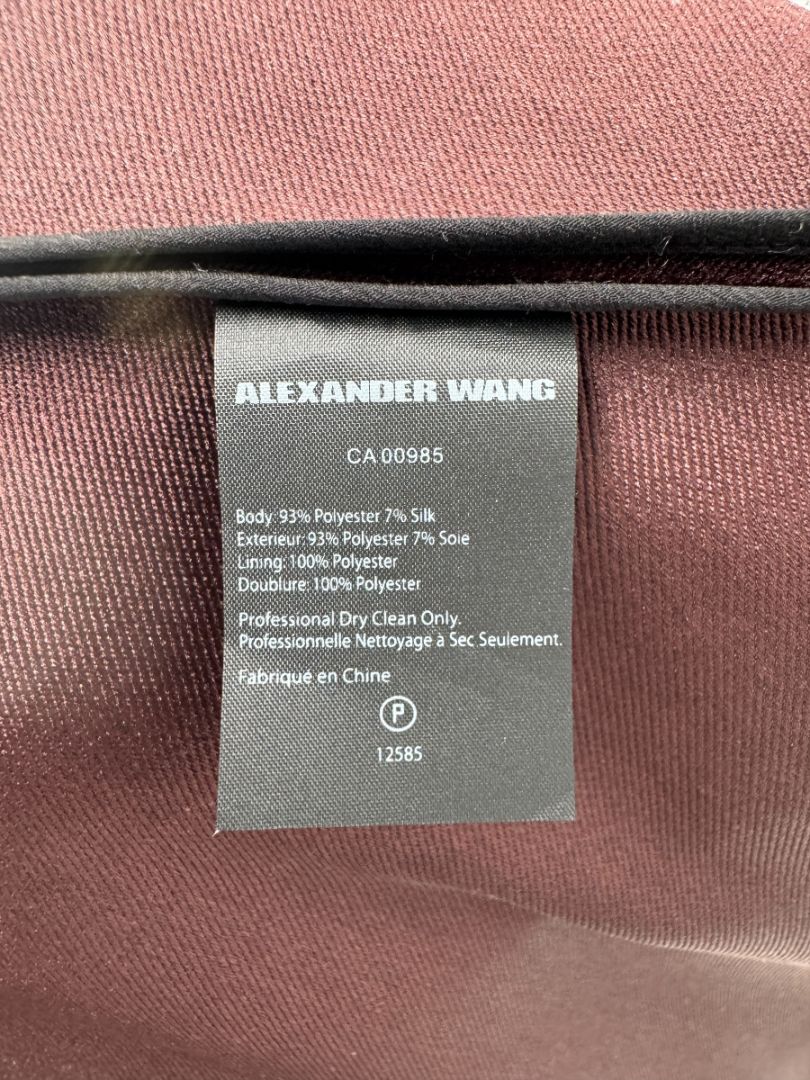 ALEXANDER WANG
CA 00985
Body: 93% Polyester 7% Silk
Exterieur: 93% Polyester 7% Soie
Lining: 100% Polyester
Doublure: 100% Polyester
Professional Dry Clean Only.
Professionnelle Nettoyage à Sec Seulement.
Fabriqué en Chine
P
12585